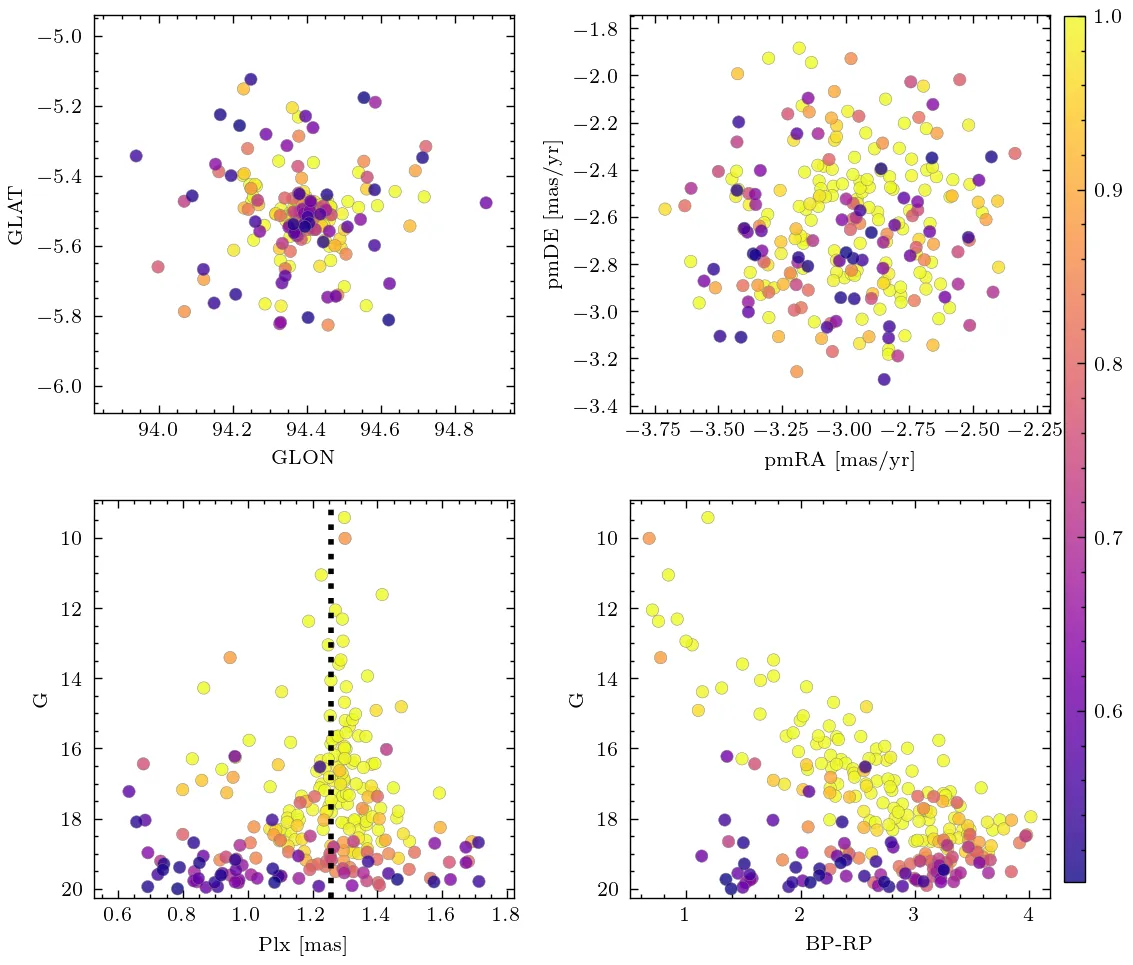 −5.0
−5.2
−5.4
−5.6
−5.8
−6.0
GLAT
94.0 94.2 94.4 94.6 94.8
GLON
−1.8
−2.0
−2.2
−2.4
−2.6
−2.8
−3.0
−3.2
−3.4
pmDE [mas/yr]
−3.75 −3.50 −3.25 −3.00 −2.75 −2.50 −2.25
pmRA [mas/yr]
1.0
0.9
0.8
0.7
0.6
10
12
14
16
18
20
G
0.6 0.8 1.0 1.2 1.4 1.6 1.8
Plx [mas]
10
12
14
16
18
20
G
1 2 3 4
BP-RP